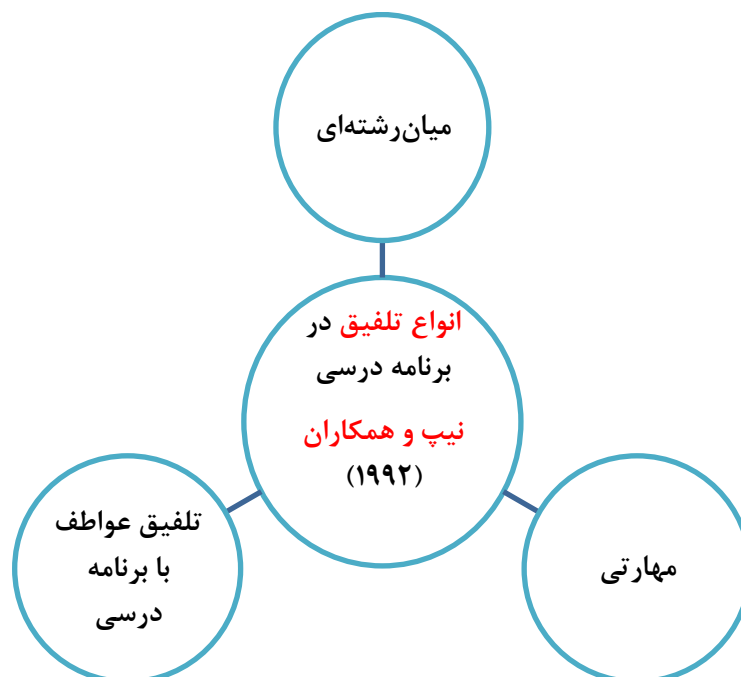 میان‌رشته‌ای
انواع تلفیق در
برنامه درسی
نیپ و همکاران
(۱۹۹۲)
تلفیق عواطف
با برنامه
درسی
مهارتی